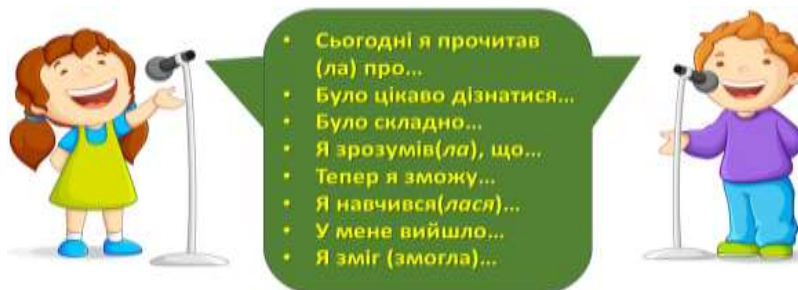 • Сьогодні я прочитав
(ла) про...
• Було цікаво дізнатися...
• Було складно...
• Я зрозумів(ла), що...
• Тепер я зможу...
• Я навчився(лася)...
• У мене вийшло...
• Я зміг (змогла)...